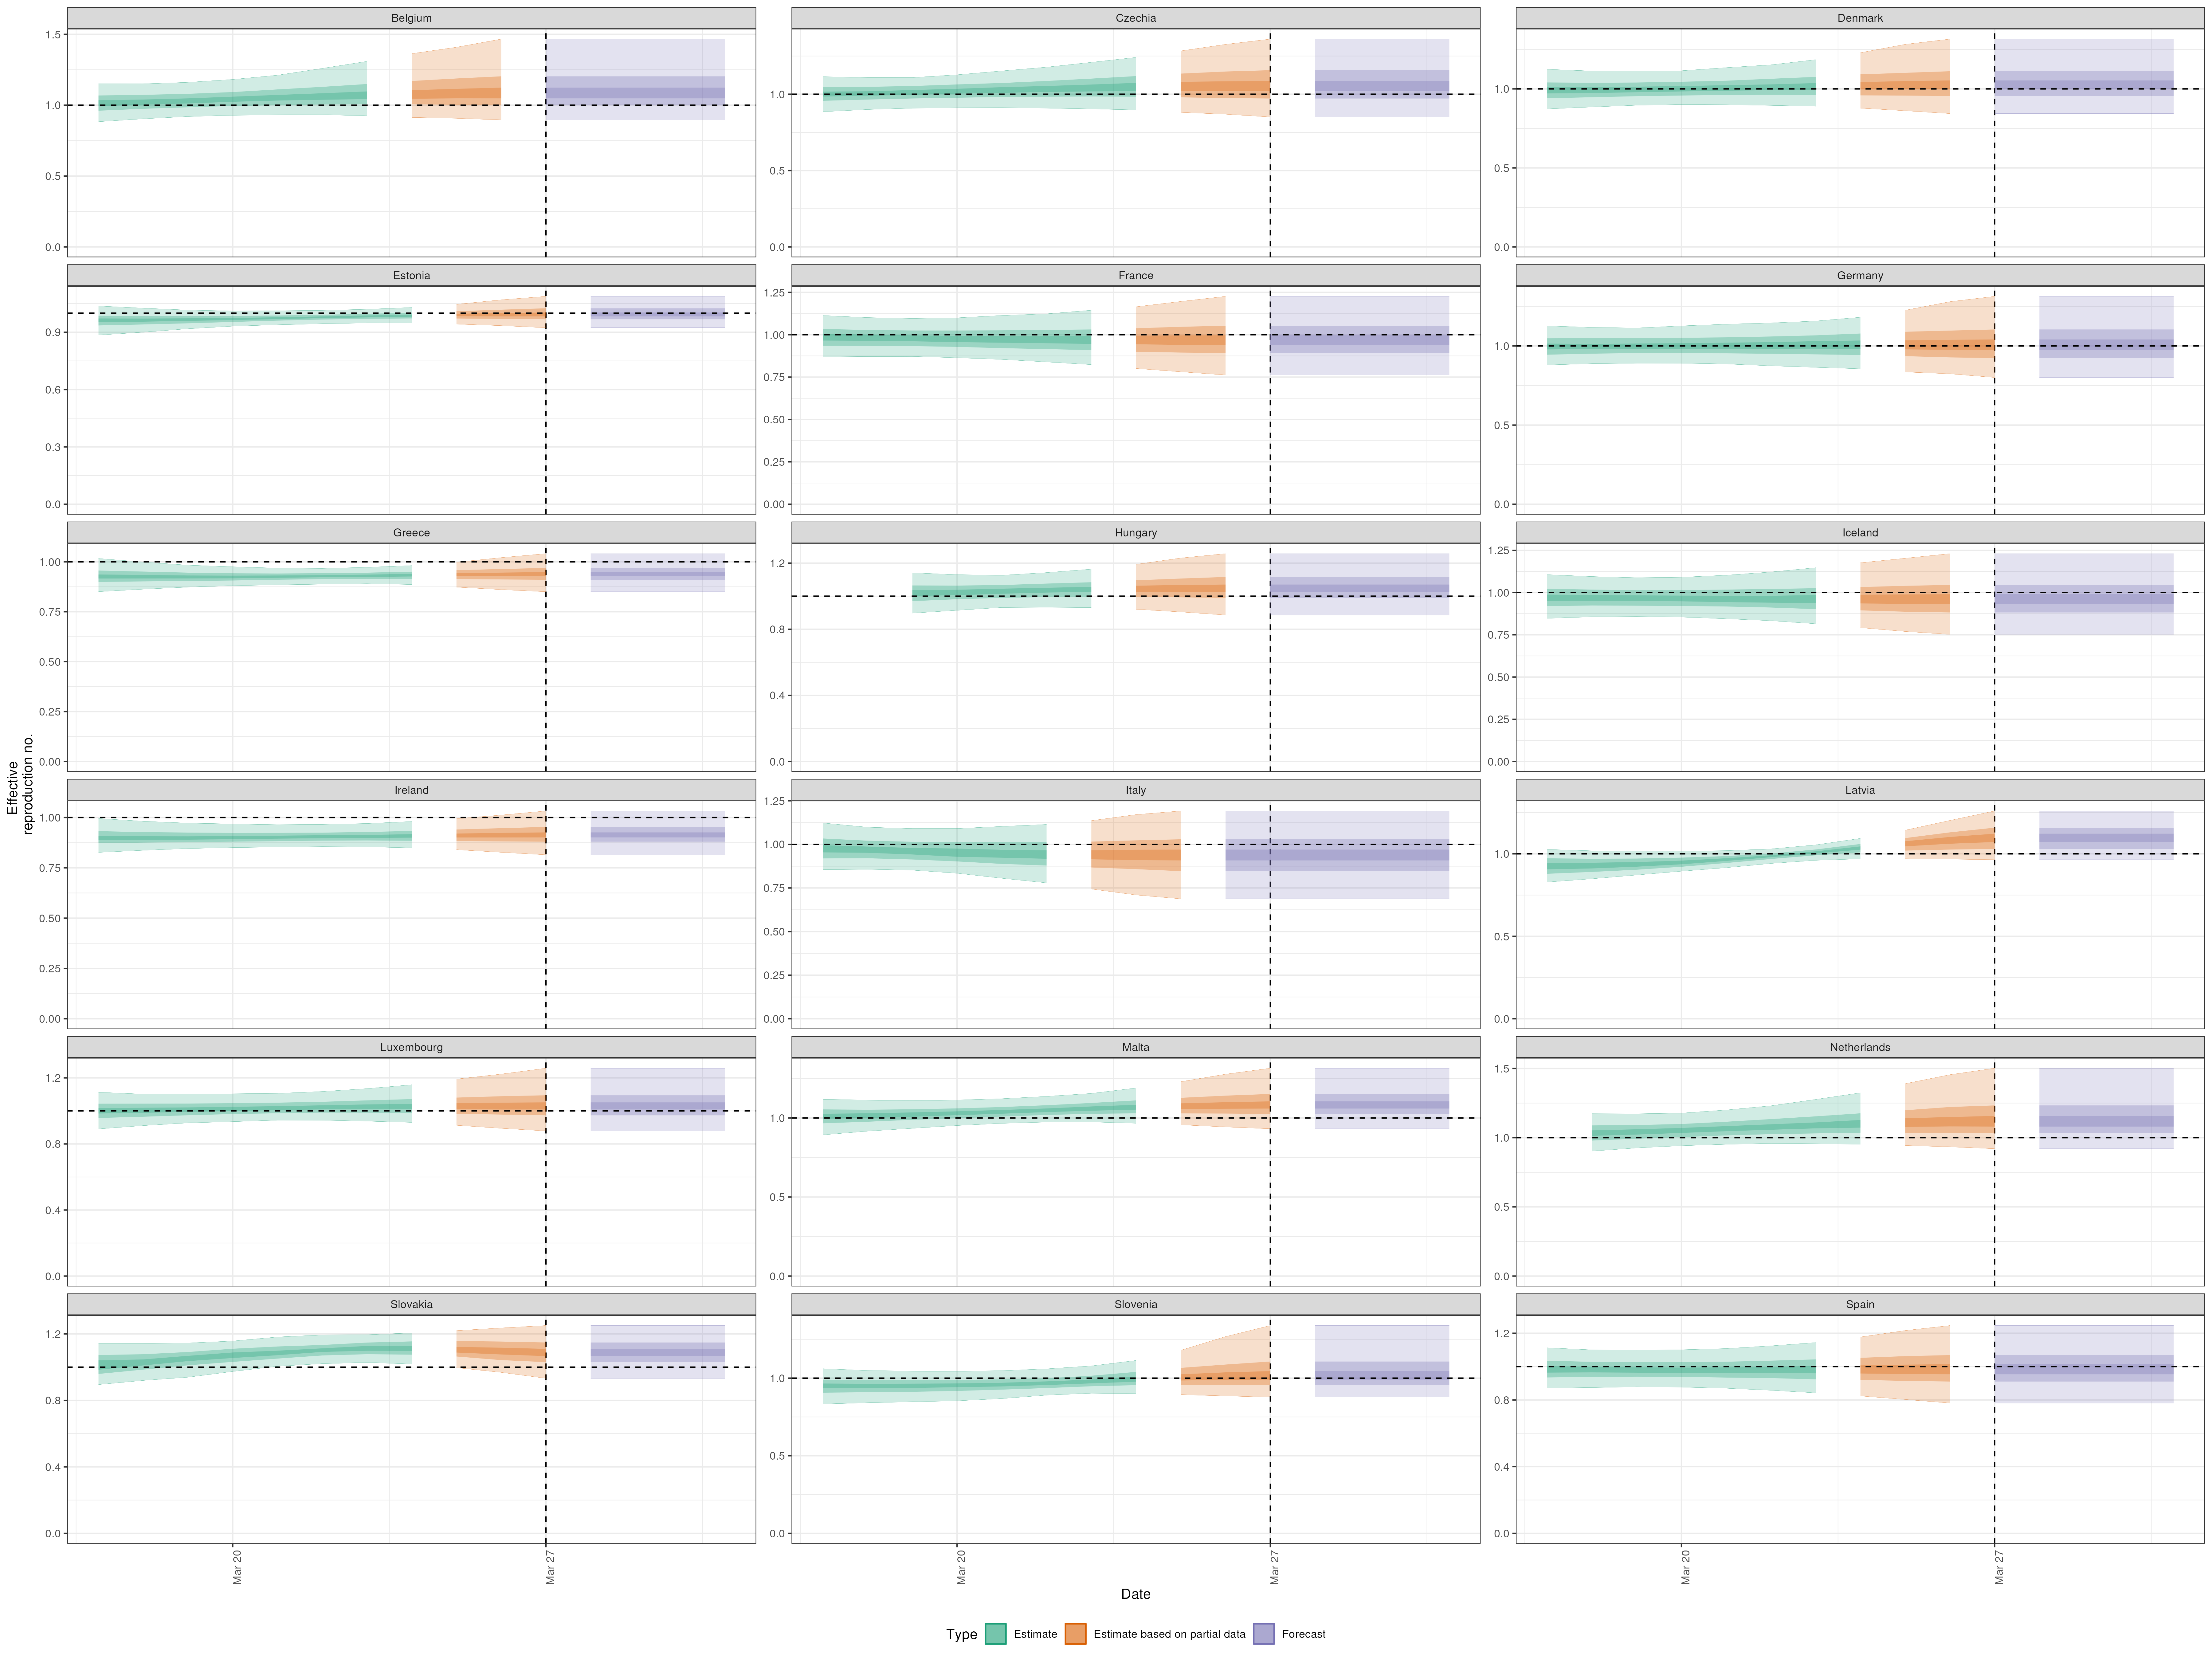 Belgium
Czechia
Denmark
1.5
1.0
0.5
0.0
1.0
0.5
0.0
1.0
0.5
0.0
Estonia
France
Germany
0.9
0.6
0.3
0.0
1.25
1.00
0.75
0.50
0.25
0.00
1.0
0.5
0.0
Greece
Hungary
Iceland
1.00
0.75
0.50
0.25
0.00
1.2
0.8
0.4
0.0
1.25
1.00
0.75
0.50
0.25
0.00
Effective
reproduction no.
Ireland
Italy
Latvia
1.00
0.75
0.50
0.25
0.00
1.25
1.00
0.75
0.50
0.25
0.00
1.0
0.5
0.0
Luxembourg
Malta
Netherlands
1.2
0.8
0.4
0.0
1.0
0.5
0.0
1.5
1.0
0.5
0.0
Slovakia
Slovenia
Spain
1.2
0.8
0.4
0.0
1.0
0.5
0.0
1.2
0.8
0.4
0.0
Mar 20
Mar 27
Mar 20
Mar 27
Mar 20
Mar 27
Date
Type Estimate Estimate based on partial data Forecast